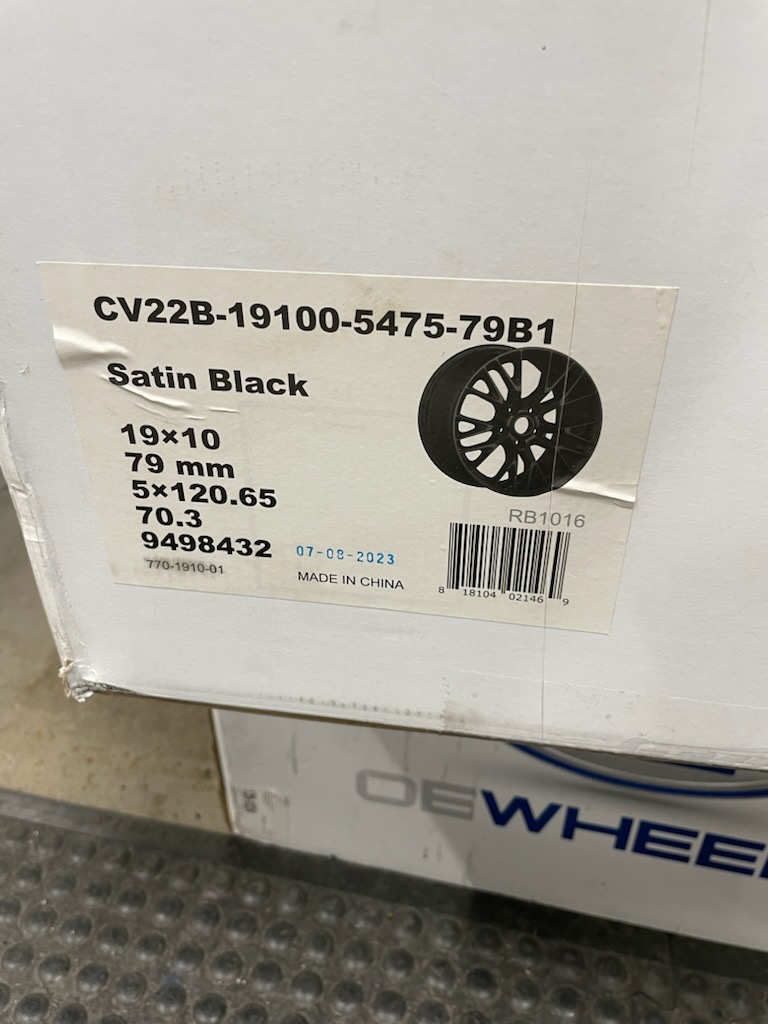 CV22B-19100-5475-79B1
Satin Black
19×10
79 mm
5×120.65
70.3
9498432
770-1910-01
07-08-2023
MADE IN CHINA
RB1016
8 18104 02146 9
OEWHEE